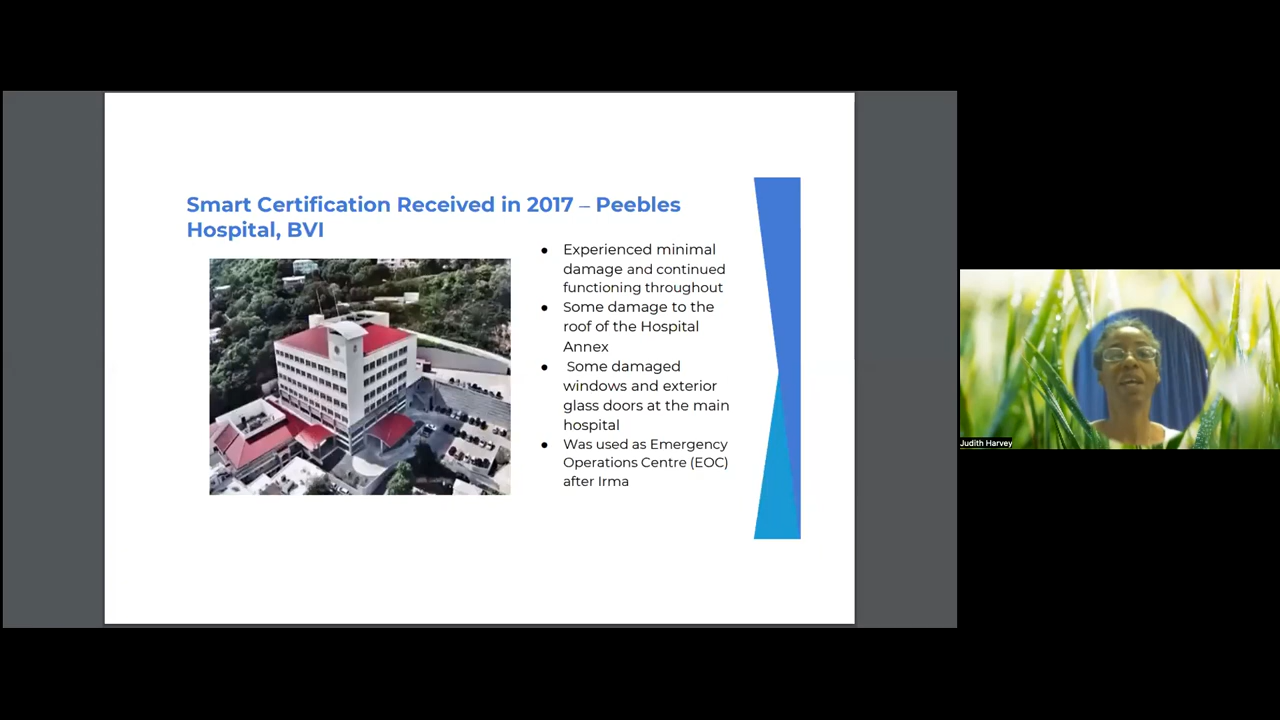 Smart Certification Received in 2017 – Peebles
Hospital, BVI
● Experienced minimal
damage and continued
functioning throughout
● Some damage to the
roof of the Hospital
Annex
● Some damaged
windows and exterior
glass doors at the main
hospital
● Was used as Emergency
Operations Centre (EOC)
after Irma
Judith Harvey